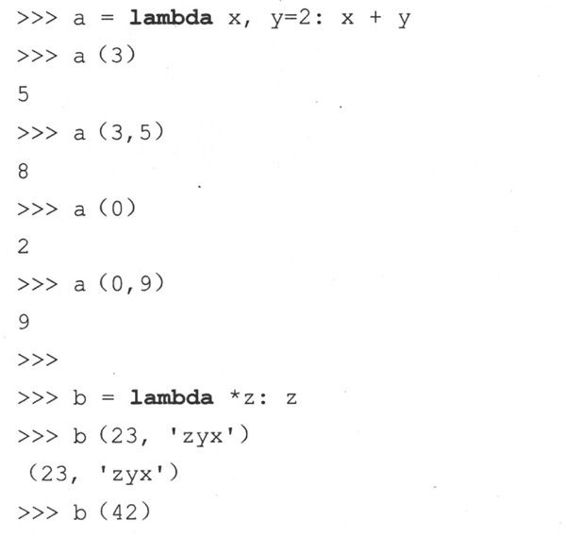 >>> a = lambda x, y=2: x + y
>>> a (3)
5
>>> a (3,5)
8
>>> a (0)
2
>>> a (0,9)
9
>>>
>>> b = lambda *z: z
>>> b (23, 'zyx')
(23, 'zyx')
>>> b (42)